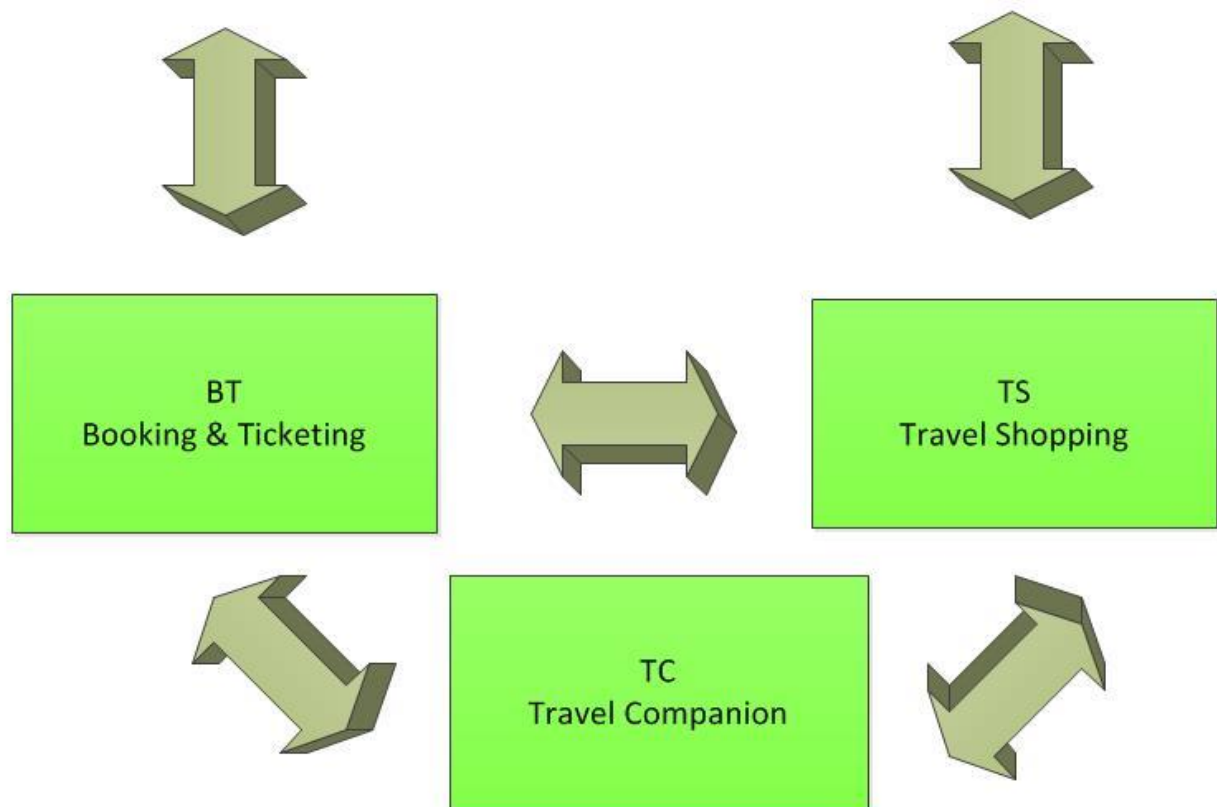 BT
Booking & Ticketing
TS
Travel Shopping
TC
Travel Companion